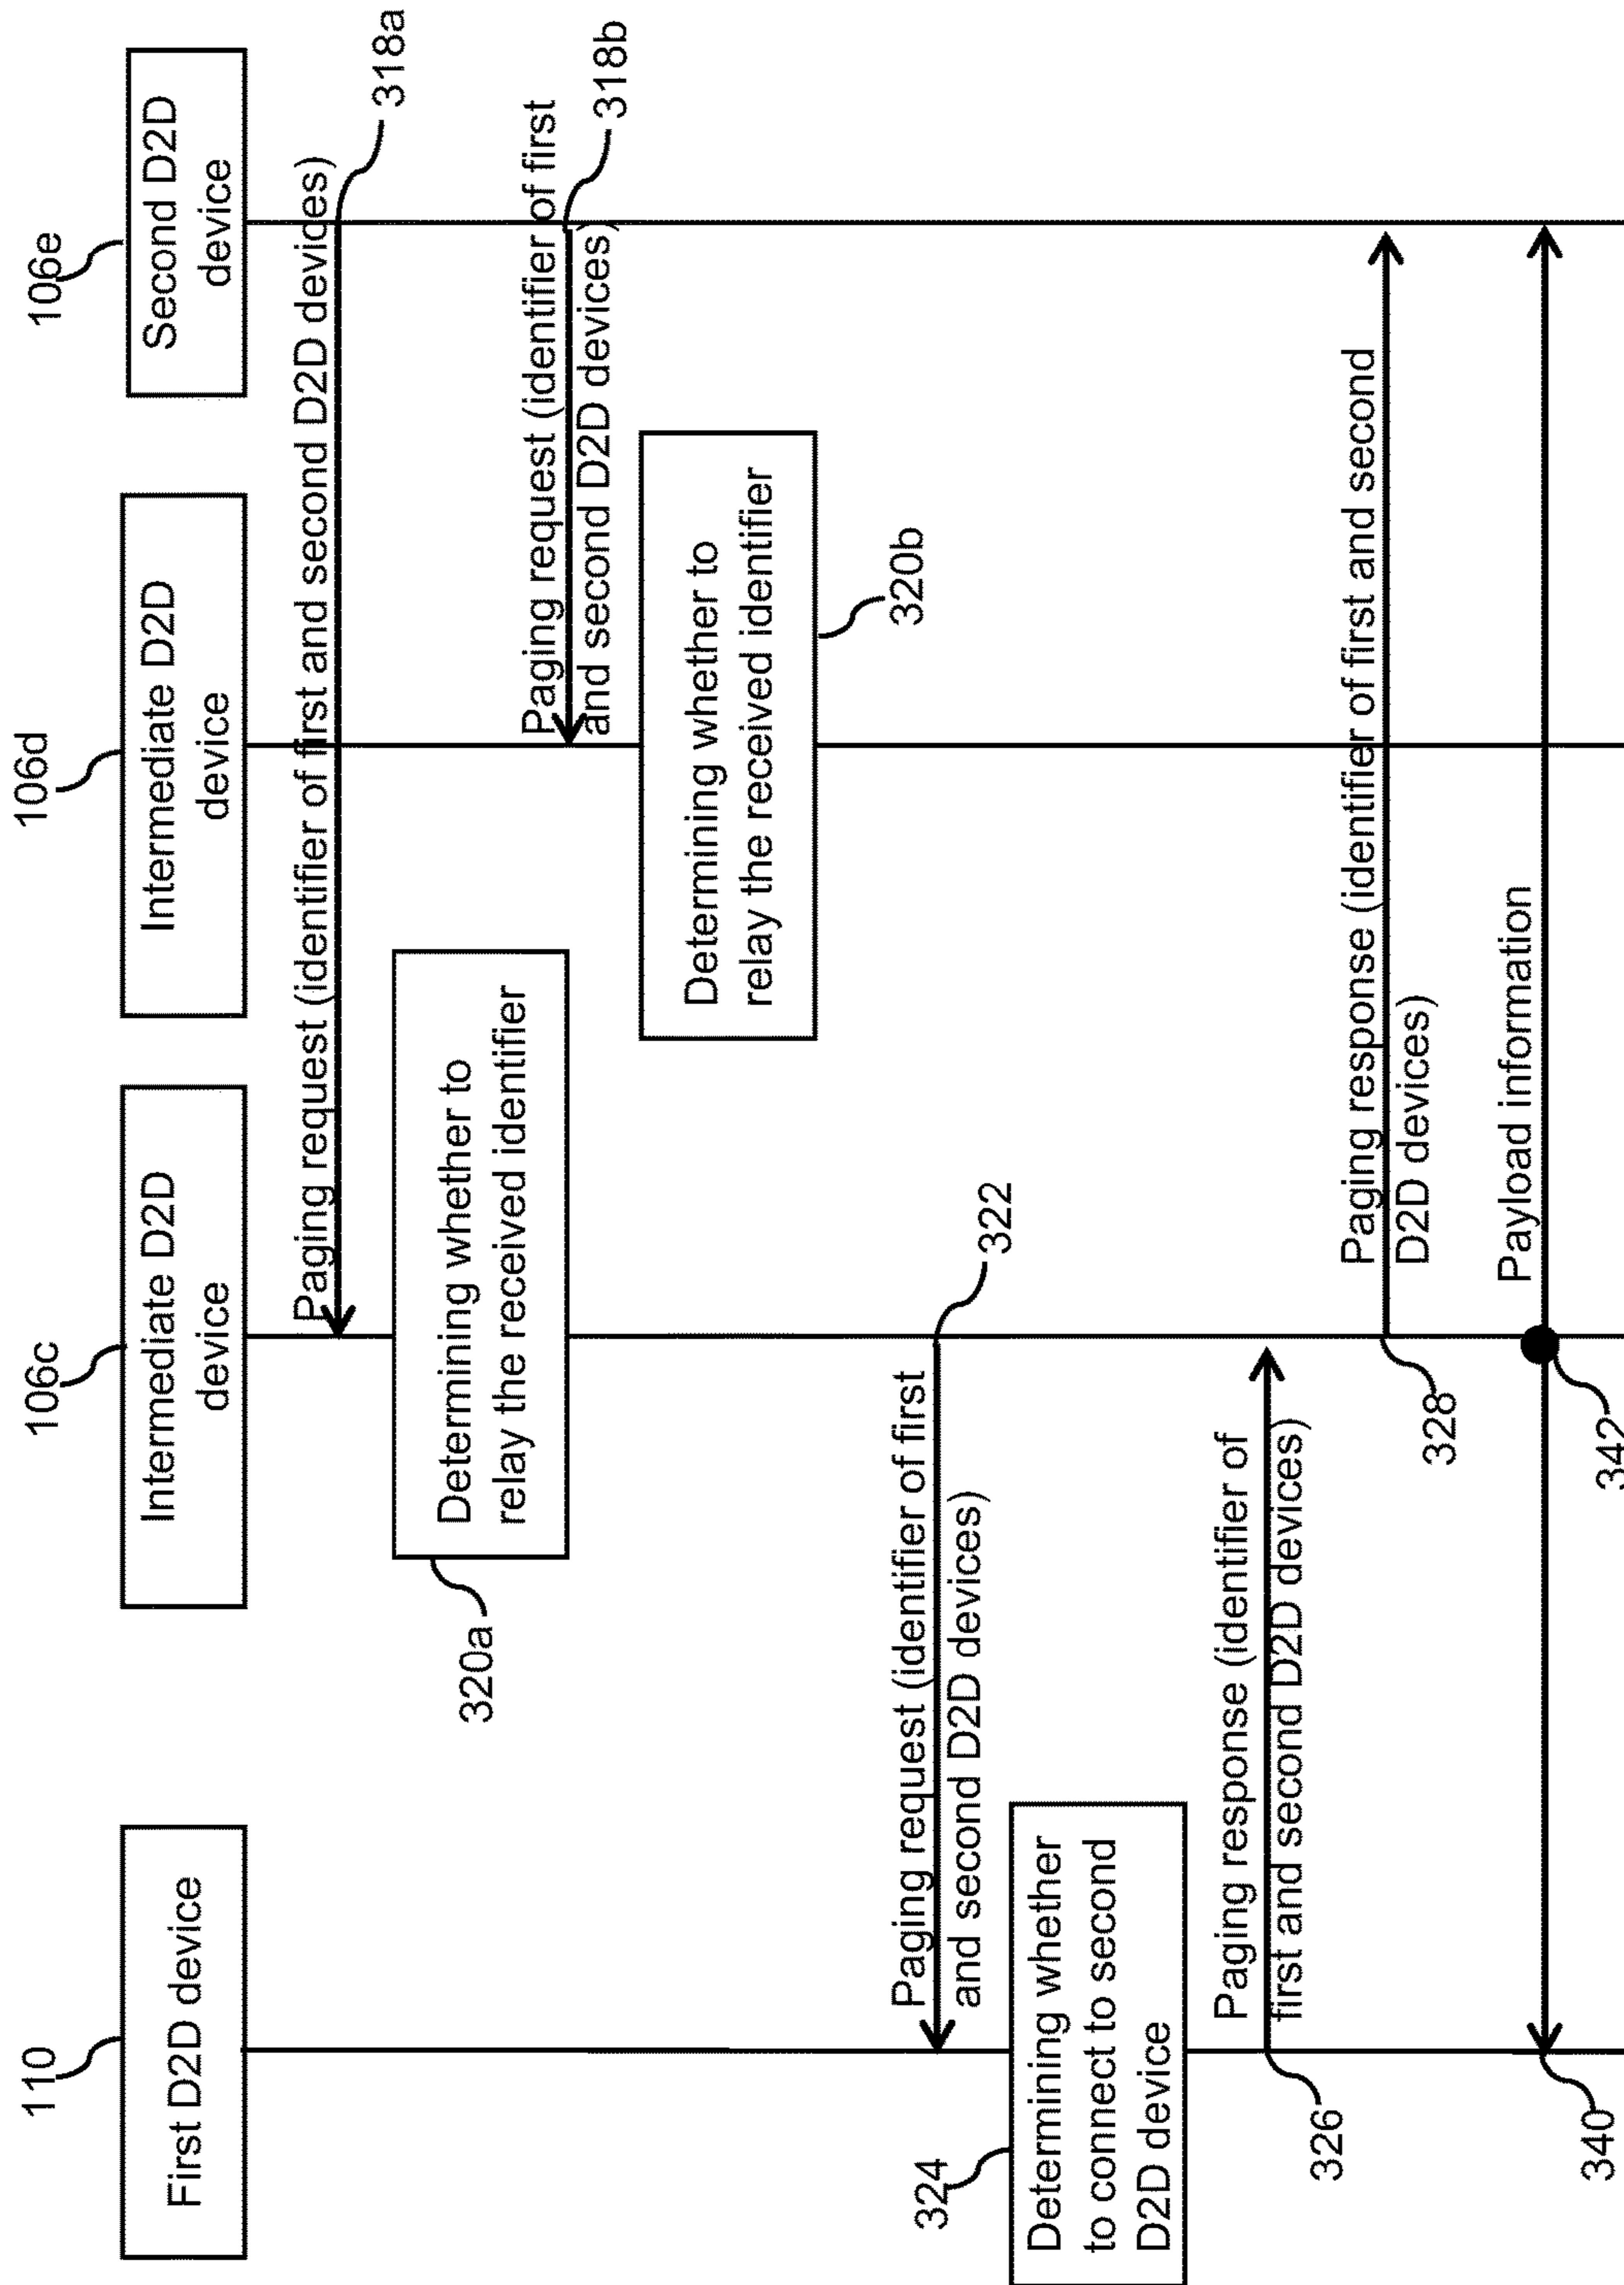 110
106c
106d
106e
First D2D device
Intermediate D2D
device
Intermediate D2D
device
Second D2D
device
Paging request (identifier of first and second D2D devices)
318a
320a
Determining whether to
relay the received identifier
Paging request (identifier of first
and second D2D devices)
318b
Determining whether to
relay the received identifier
320b
Paging request (identifier of first
and second D2D devices)
322
324
Determining whether
to connect to second
D2D device
Paging response (identifier of
first and second D2D devices)
326
Paging response (identifier of first and second
D2D devices)
328
Payload information
340
342